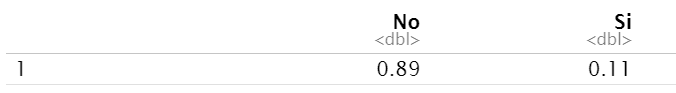 No Si
<dbl> <dbl>
1 0.89 0.11